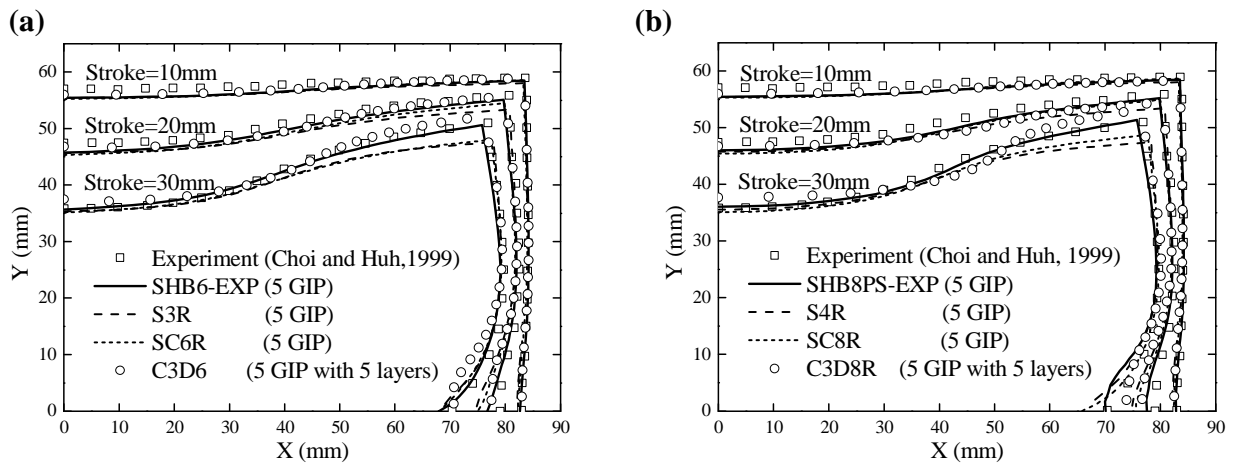 (a)
60
50
40
30
20
10
0
Y (mm)
Stroke=10mm
Stroke=20mm
Stroke=30mm
Experiment (Choi and Huh,1999)
SHB6-EXP (5 GIP)
S3R (5 GIP)
SC6R (5 GIP)
C3D6 (5 GIP with 5 layers)
0 10 20 30 40 50 60 70 80 90
X (mm)
(b)
60
50
40
30
20
10
0
Y (mm)
Stroke=10mm
Stroke=20mm
Stroke=30mm
Experiment (Choi and Huh, 1999)
SHB8PS-EXP (5 GIP)
S4R (5 GIP)
SC8R (5 GIP)
C3D8R (5 GIP with 5 layers)
0 10 20 30 40 50 60 70 80 90
X (mm)